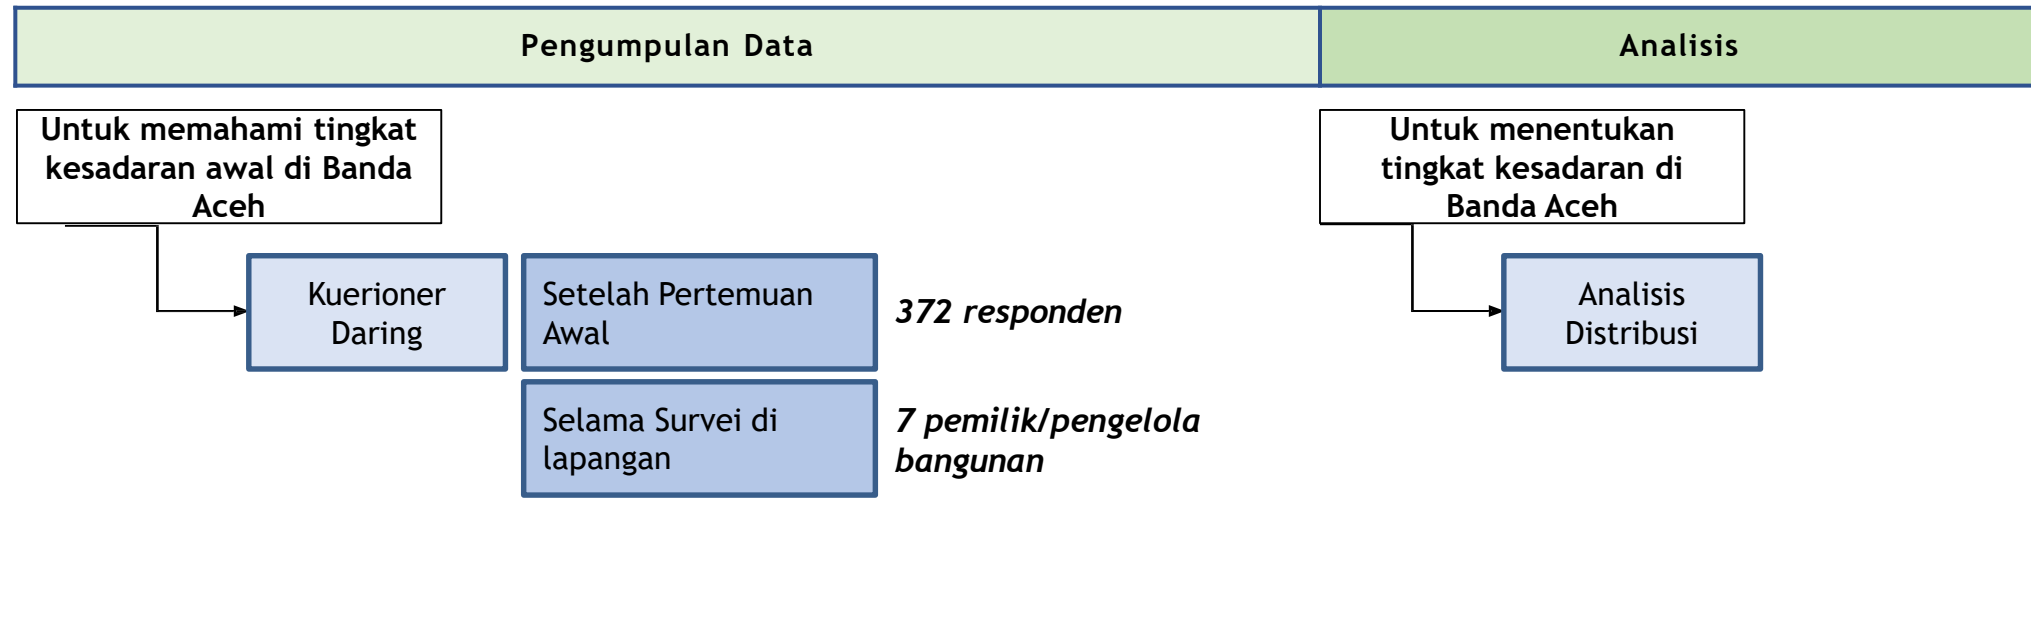 Pengumpulan Data
Analisis
Untuk memahami tingkat
kesadaran awal di Banda
Aceh
Untuk menentukan
tingkat kesadaran di
Banda Aceh
Kuerioner
Daring
Setelah Pertemuan
Awal
372 responden
Analisis
Distribusi
Selama Survei di
lapangan
7 pemilik/pengelola
bangunan